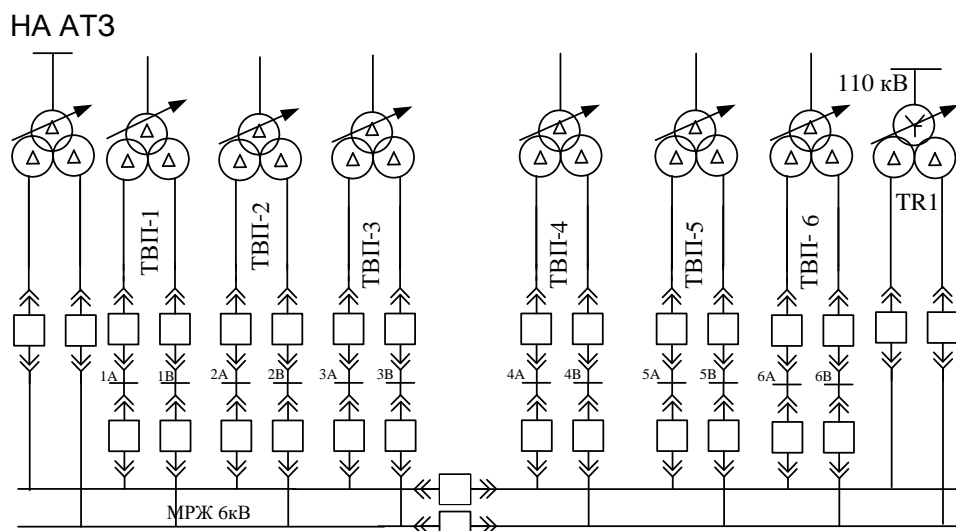 НА АТЗ
110 кВ
ТВП-1
ТВП-2
ТВП-3
ТВП-4
ТВП-5
ТВП- 6
TR1
1А
1В
2А
2В
3А
3В
4А
4В
5А
5В
6А
6В
МРЖ 6кВ